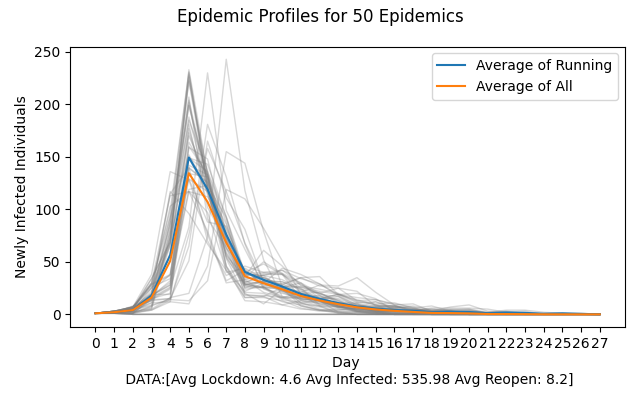 Epidemic Profiles for 50 Epidemics
250
200
150
100
50
0
Newly Infected Individuals
Average of Running
Average of All
0 1 2 3 4 5 6 7 8 9 10 11 12 13 14 15 16 17 18 19 20 21 22 23 24 25 26 27
Day
DATA:[Avg Lockdown: 4.6 Avg Infected: 535.98 Avg Reopen: 8.2]